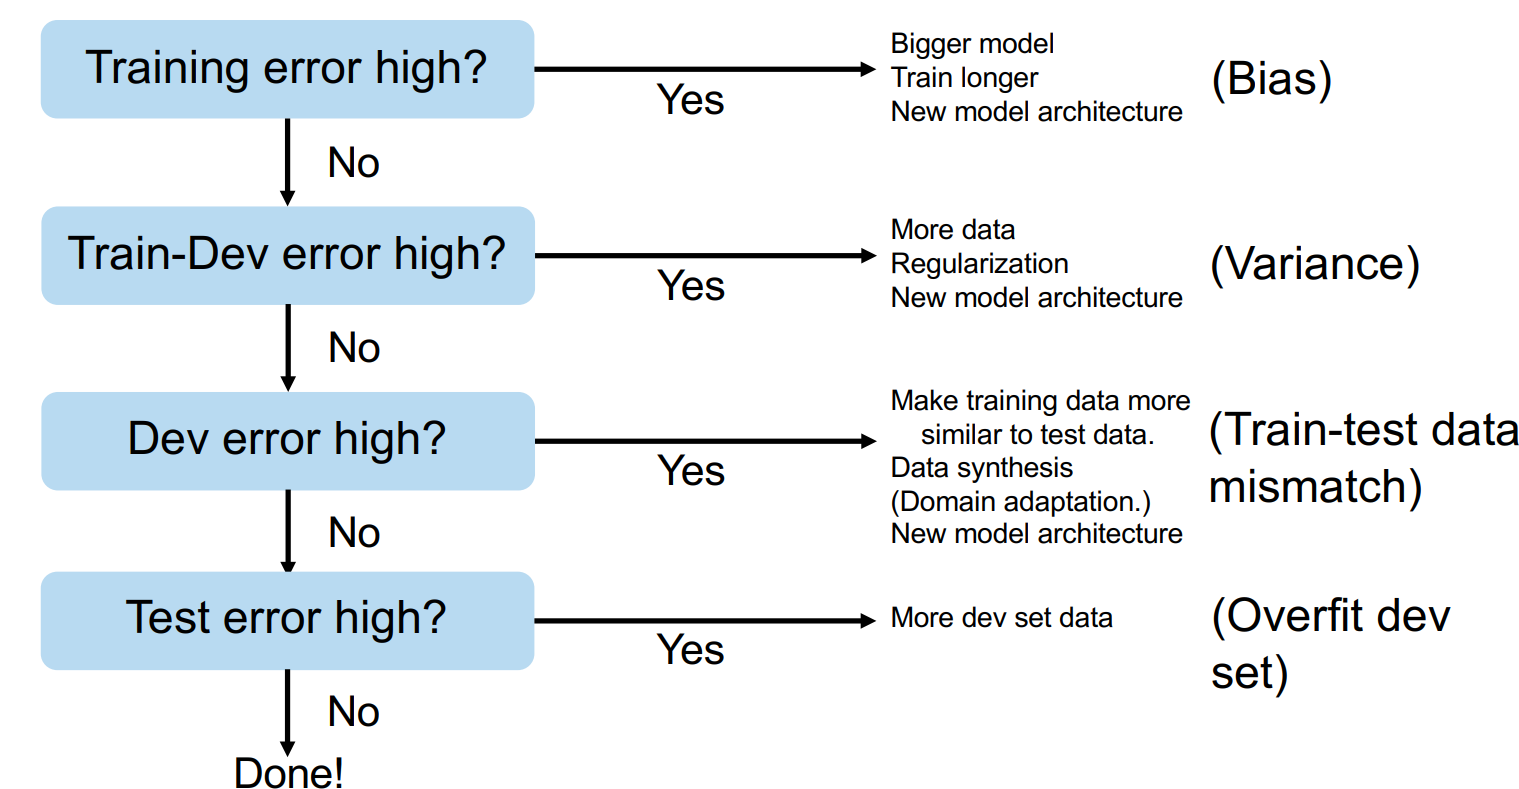 Training error high?
Yes
Bigger model
Train longer
New model architecture
(Bias)
No
Train-Dev error high?
Yes
More data
Regularization
New model architecture
(Variance)
No
Dev error high?
Yes
Make training data more
similar to test data.
Data synthesis
(Domain adaptation.)
New model architecture
(Train-test data
mismatch)
No
Test error high?
Yes
More dev set data
(Overfit dev
set)
No
Done!